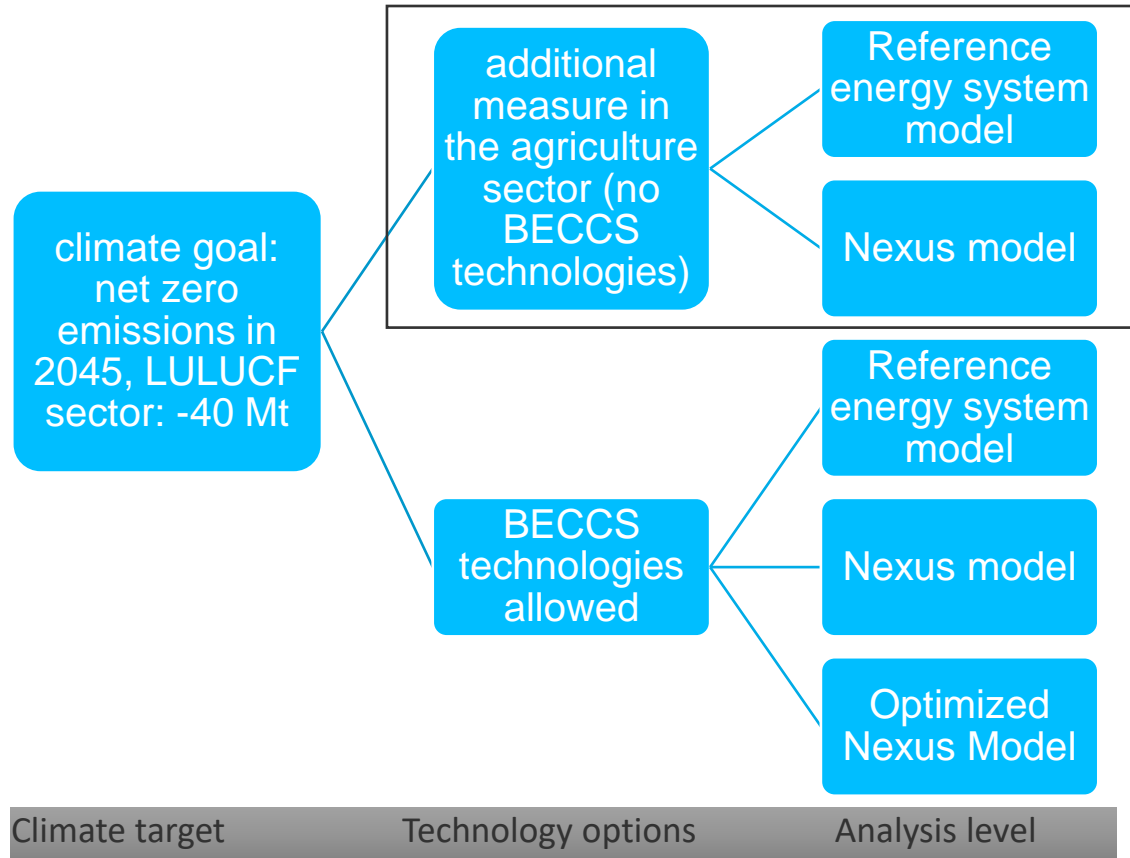 climate goal:
net zero
emissions in
2045, LULUCF
sector: -40 Mt
additional
measure in
the agriculture
sector (no
BECCS
technologies)
Reference
energy system
model
Nexus model
BECCS
technologies
allowed
Reference
energy system
model
Nexus model
Optimized
Nexus Model
Climate target
Technology options
Analysis level